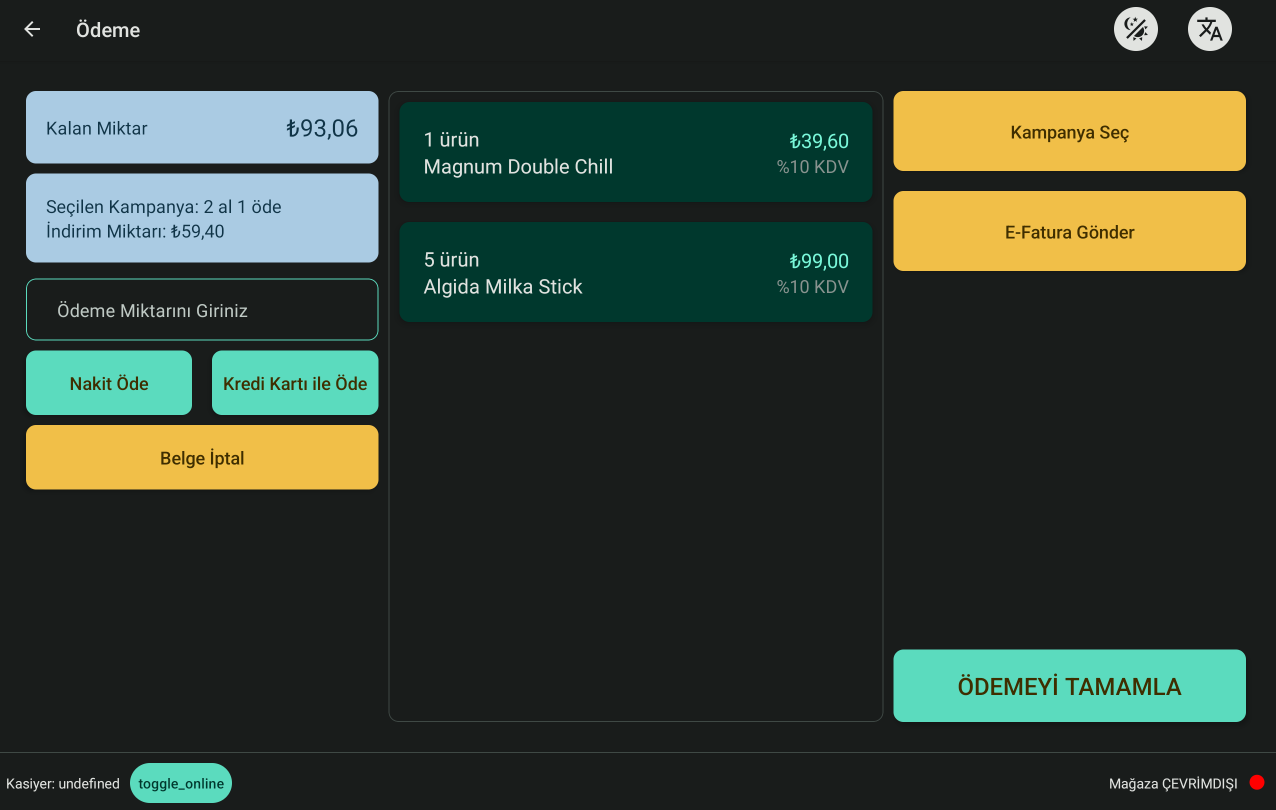 Ödeme
Kalan Miktar ₺93,06
Seçilen Kampanya: 2 al 1 öde
İndirim Miktarı: ₺59,40
Ödeme Miktarını Giriniz
Nakit Öde
Kredi Kartı ile Öde
Belge İptal
1 ürün ₺39,60
Magnum Double Chill %10 KDV
5 ürün ₺99,00
Algida Milka Stick %10 KDV
Kampanya Seç
E-Fatura Gönder
ÖDEMEYİ TAMAMLA
Kasiyer: undefined toggle_online
Mağaza ÇEVRİMDIŞI